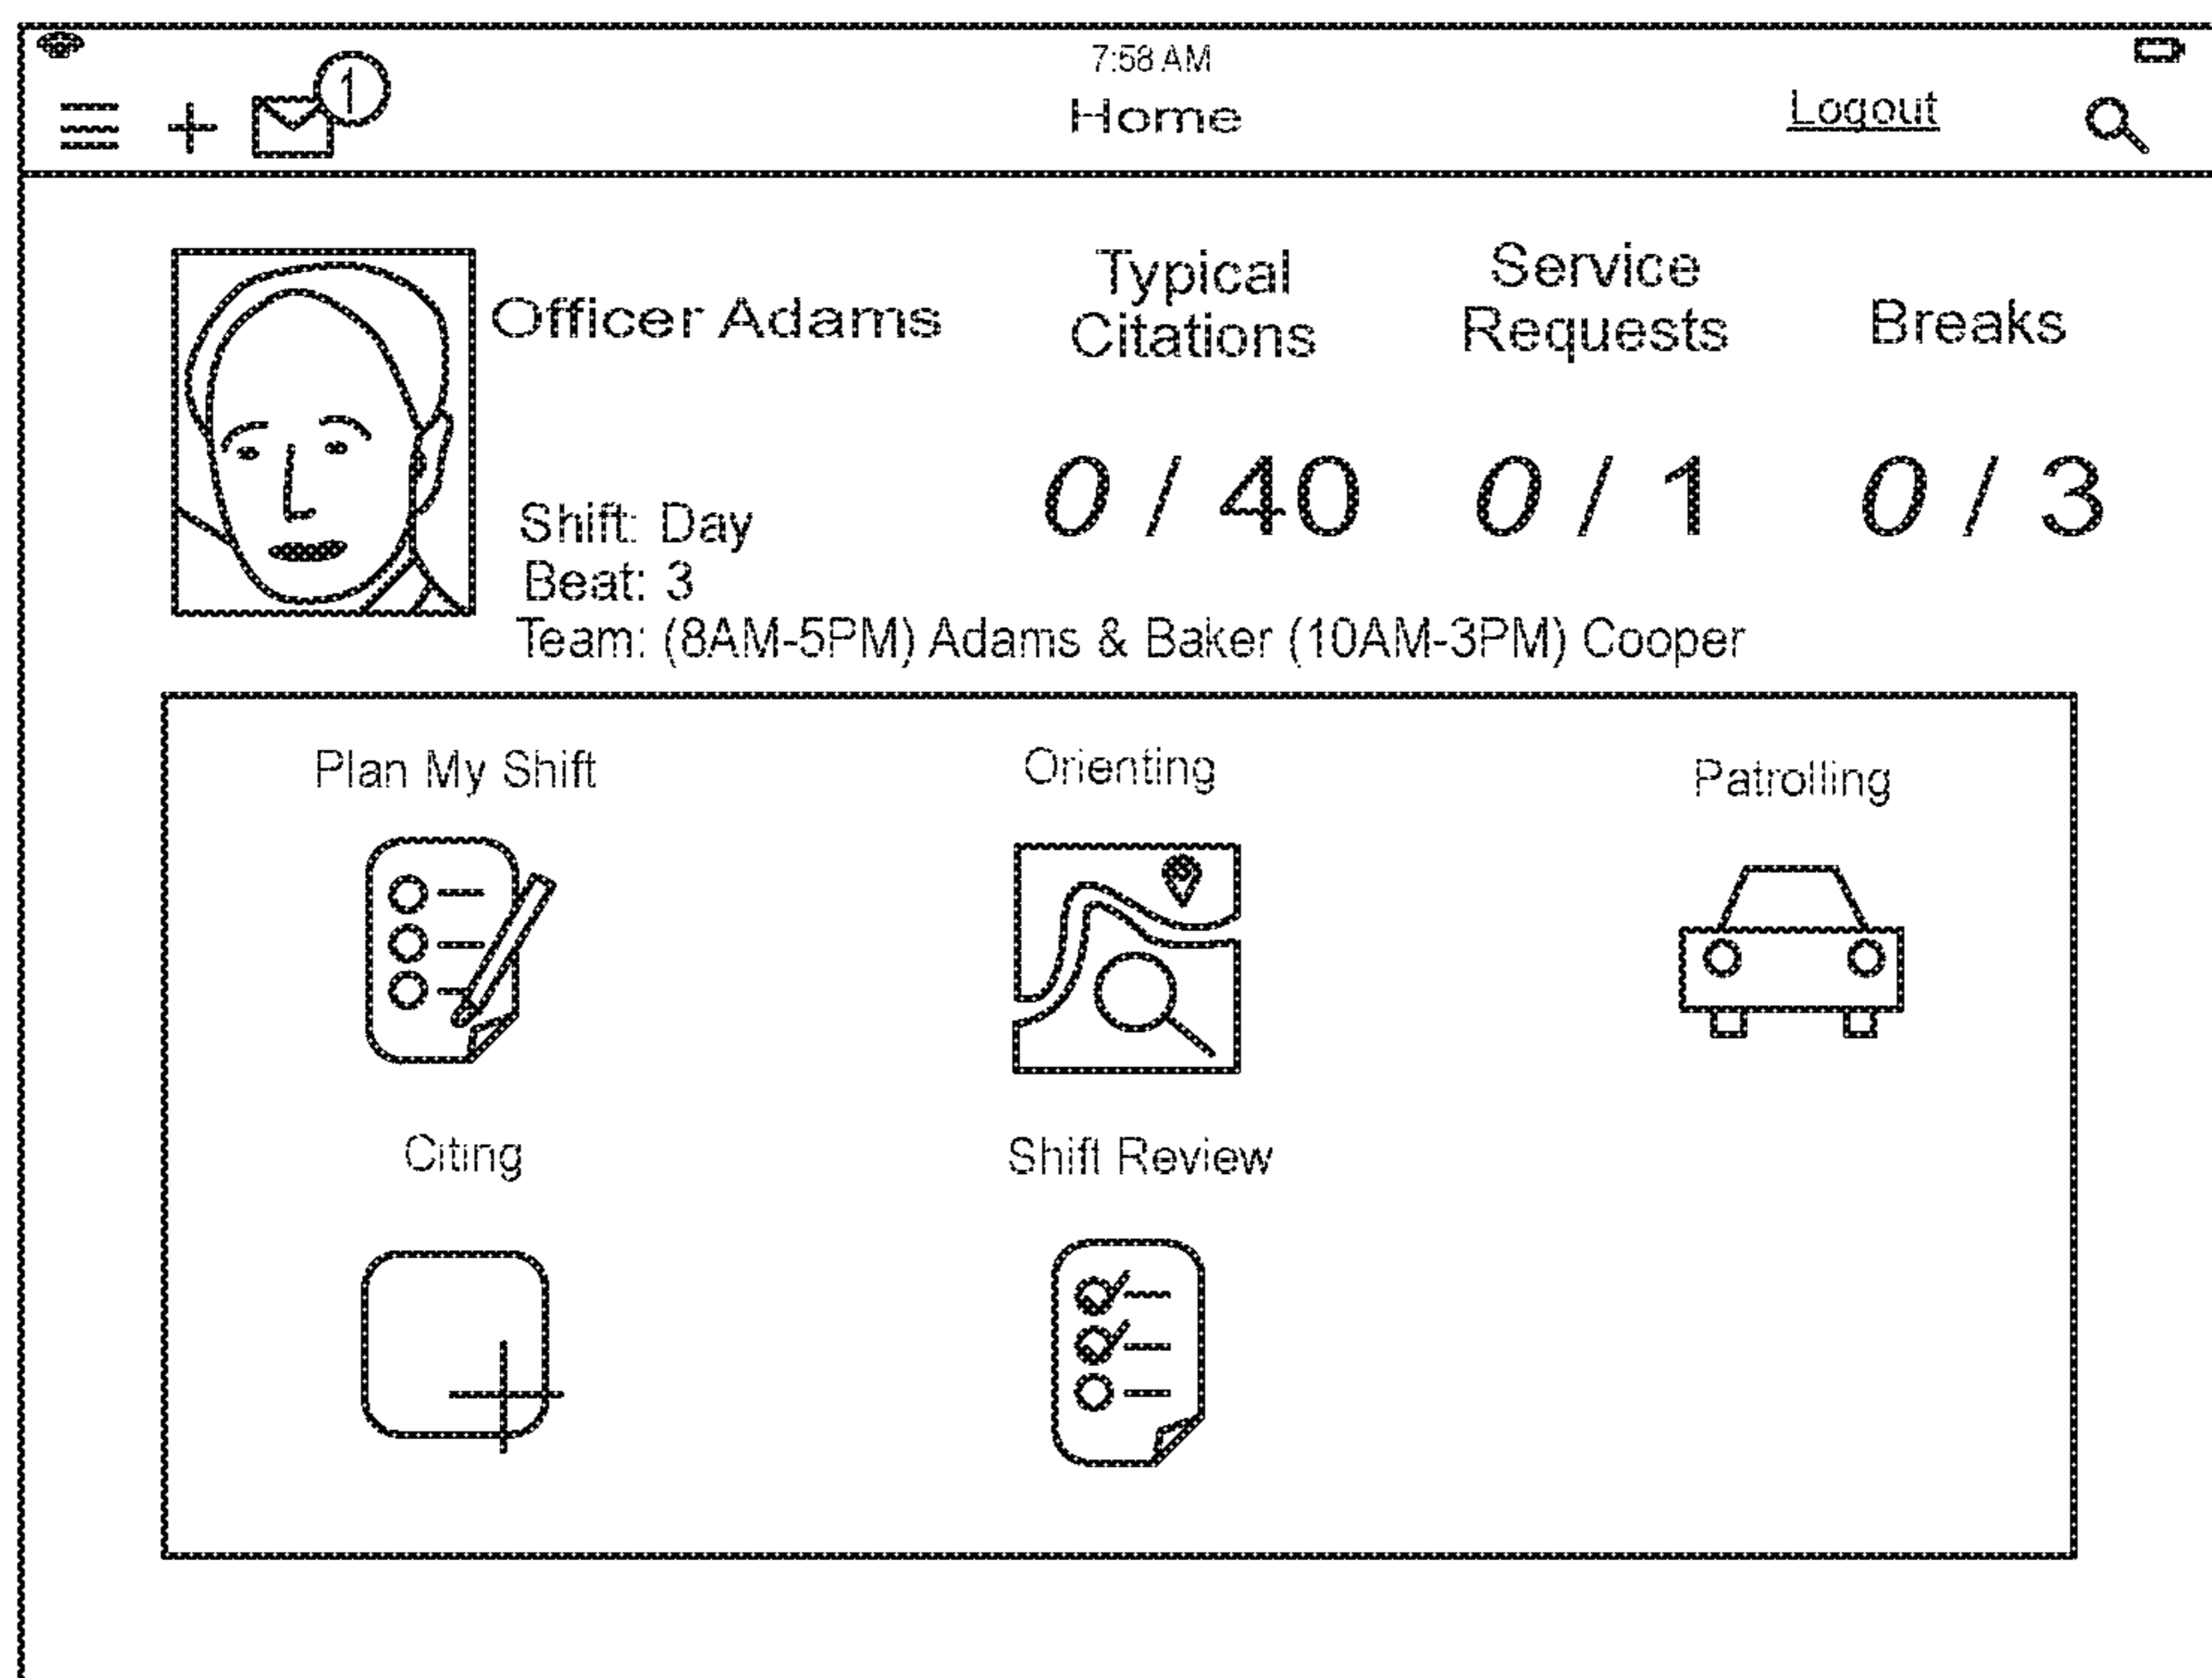 7:58 AM
1
Home
Logout
Officer Adams
Typical
Citations
Service
Requests
Breaks
0 / 40
0 / 1
0 / 3
Shift: Day
Beat: 3
Team: (8AM-5PM) Adams & Baker (10AM-3PM) Cooper
Plan My Shift
Orienting
Patrolling
Citing
Shift Review